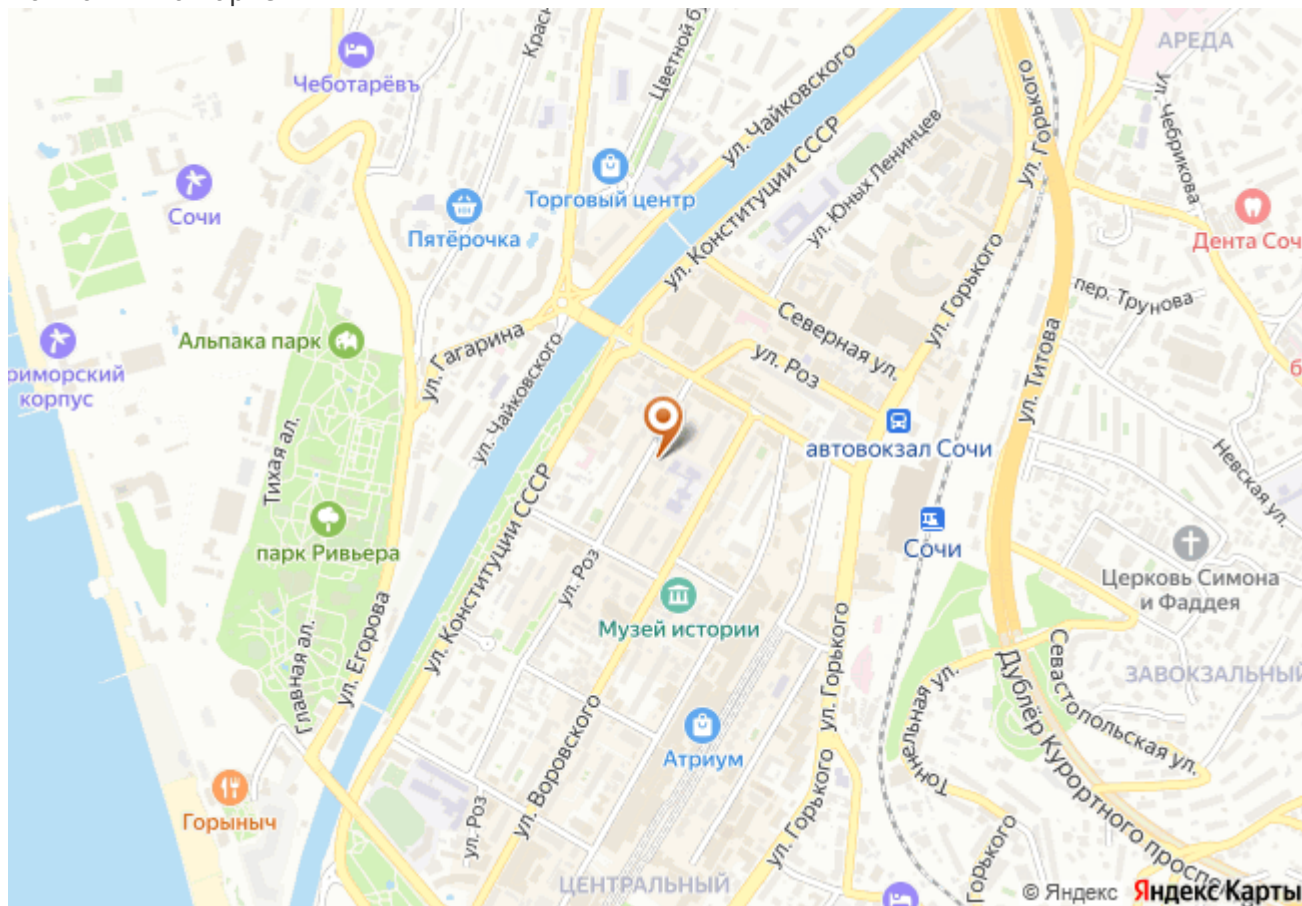 АРЕДА
Крас
Цветной б
Чеботарёвъ
ул. Чайковского
ул. Горького
ул. Чебрикова
ул. Конституции СССР
ул. Юных Ленинцев
Торговый центр
Сочи
Пятёрочка
Дента Соч
ул. Горького
пер. Трунова
Северная ул.
Альпака парк
ул. Гагарина
ул. Роз
риморский
корпус
ул. Чайковского
ул. Титова
б
автовокзал Сочи
Тихая ал.
Невская ул.
ул. Конституции СССР
парк Ривьера
Сочи
Церковь Симона
и Фаддея
ул. Роз
Музей истории
Главная ал.
ул. Егорова
ул. Горького
Тоннельная ул.
Севастопольская ул.
ЗАВОКЗАЛЬНЫЙ
Дублёр Курортного проспе
ул. Горького
ул. Воровского
Атриум
Горыныч
ул. Роз
ул. Горького
Горького
ЦЕНТРАЛЬНЫЙ
© Яндекс Яндекс Карты